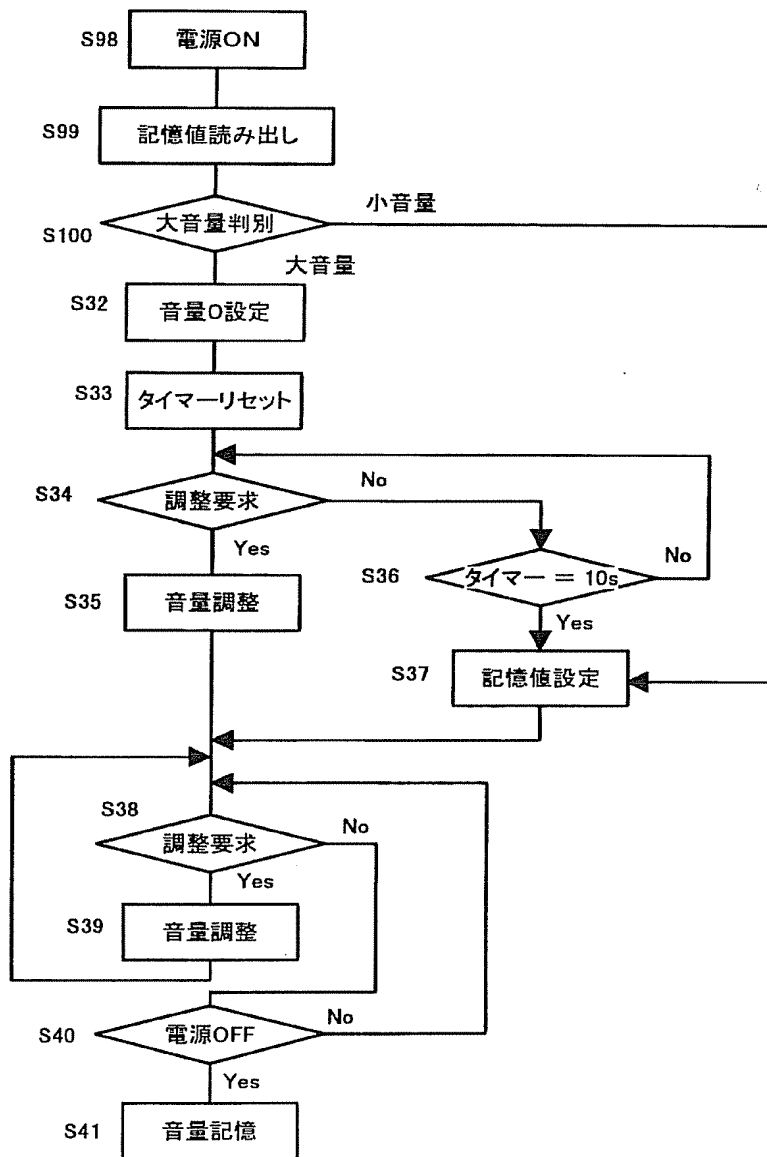 S98
電源ON
S99
記憶値読み出し
S100
大音量判別
小音量
大音量
S32
音量0設定
S33
タイマーリセット
S34
調整要求
No
Yes
S36
タイマー = 10s
No
Yes
S35
音量調整
S37
記憶値設定
S38
調整要求
No
Yes
S39
音量調整
S40
電源OFF
No
Yes
S41
音量記憶